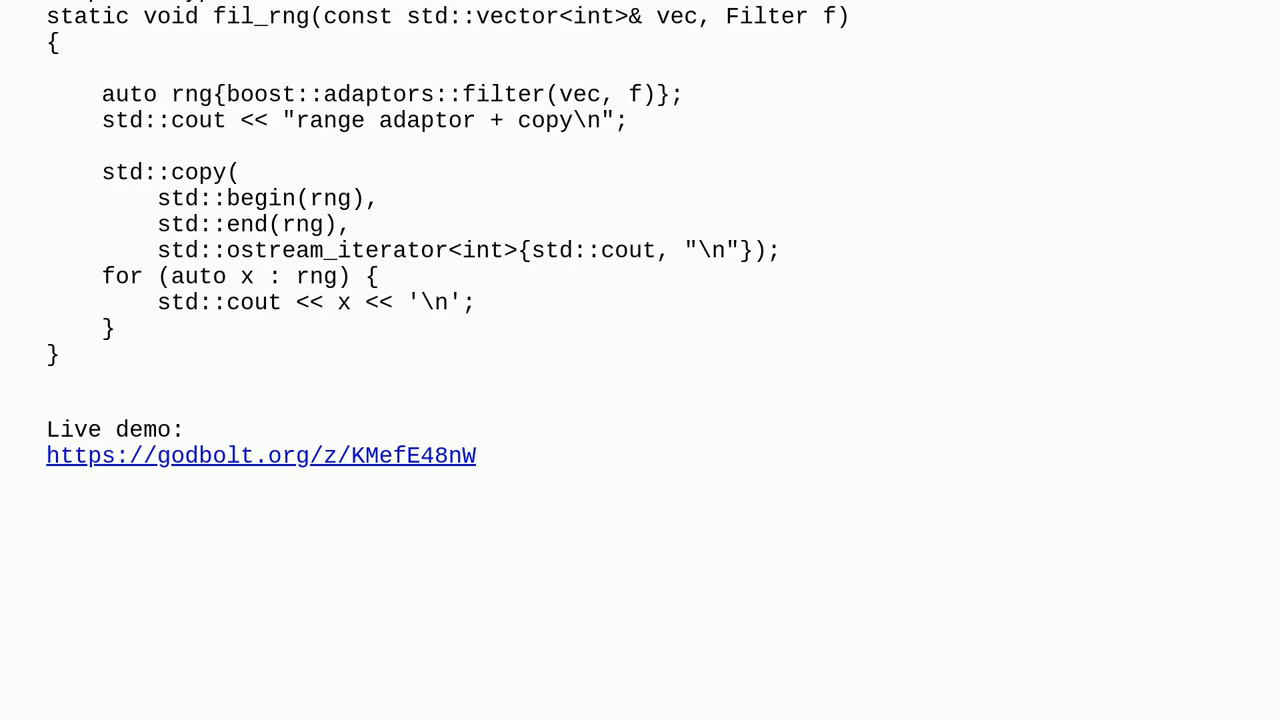 static void fil_rng(const std::vector<int>& vec, Filter f)
{
    auto rng{boost::adaptors::filter(vec, f)};
    std::cout << "range adaptor + copy\n";
    std::copy(
        std::begin(rng),
        std::end(rng),
        std::ostream_iterator<int>{std::cout, "\n"});
    for (auto x : rng) {
        std::cout << x << '\n';
    }
}
Live demo:
https://godbolt.org/z/KMefE48nW